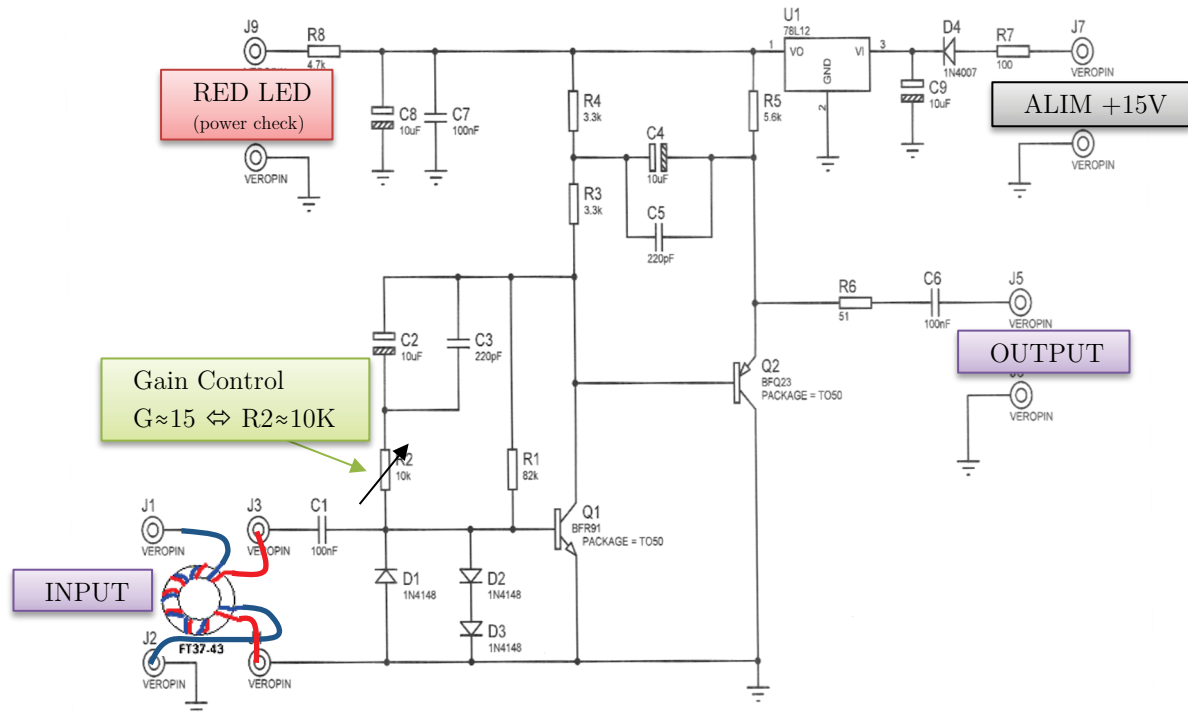 J9
R8
4.7k
RED LED
(power check)
VEROPIN
C8
10uF
C7
100nF
R4
3.3k
R3
3.3k
C4
10uF
C5
220pF
R5
5.6k
U1
78L12
1
VO
VI
3
GND
2
D4
1N4007
R7
100
J7
VEROPIN
C9
10uF
ALIM +15V
VEROPIN
C2
10uF
C3
220pF
Gain Control
G≈15 ⇔ R2≈10K
R2
10k
R1
82k
R6
51
C6
100nF
J5
VEROPIN
OUTPUT
VEROPIN
Q2
BFQ23
PACKAGE = TO50
Q1
BFR91
PACKAGE = TO50
J1
VEROPIN
J3
VEROPIN
C1
100nF
INPUT
FT37-43
J2
VEROPIN
VEROPIN
D1
1N4148
D2
1N4148
D3
1N4148